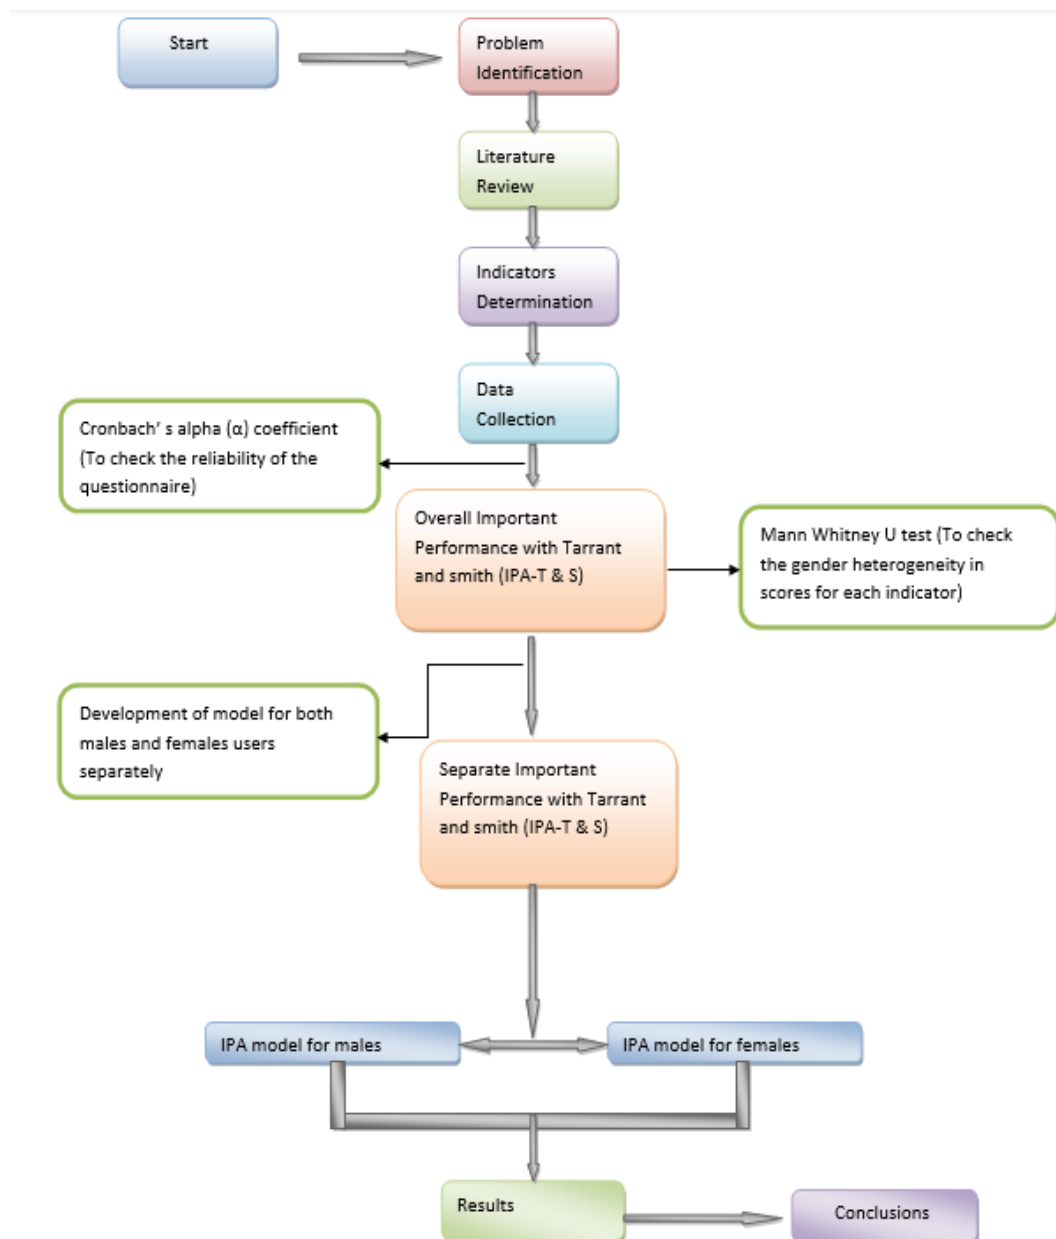 Start
Problem
Identification
Literature
Review
Indicators
Determination
Data
Collection
Cronbach' s alpha (α) coefficient
(To check the reliability of the
questionnaire)
Overall Important
Performance with Tarrant
and smith (IPA-T & S)
Mann Whitney U test (To check
the gender heterogeneity in
scores for each indicator)
Development of model for both
males and females users
separately
Separate Important
Performance with Tarrant
and smith (IPA-T & S)
IPA model for males
IPA model for females
Results
Conclusions